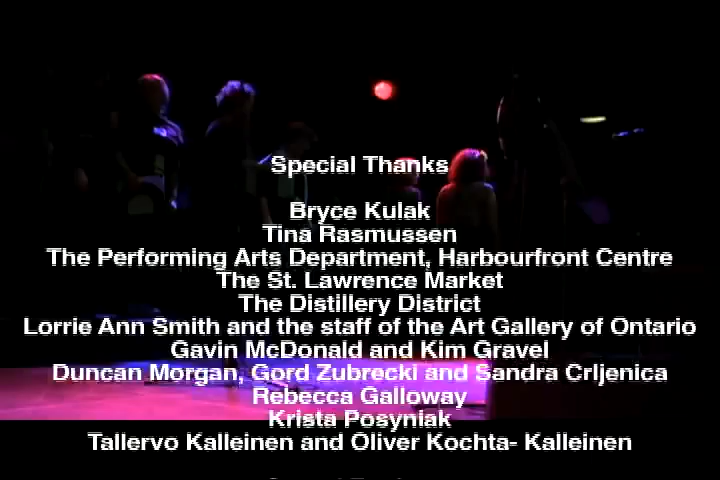 Special Thanks
Bryce Kulak
Tina Rasmussen
The Performing Arts Department, Harbourfront Centre
The St. Lawrence Market
The Distillery District
Lorrie Ann Smith and the staff of the Art Gallery of Ontario
Gavin McDonald and Kim Gravel
Duncan Morgan, Gord Zubrecki and Sandra Crljenica
Rebecca Galloway
Krista Posyniak
Tallervo Kalleinen and Oliver Kochta- Kalleinen